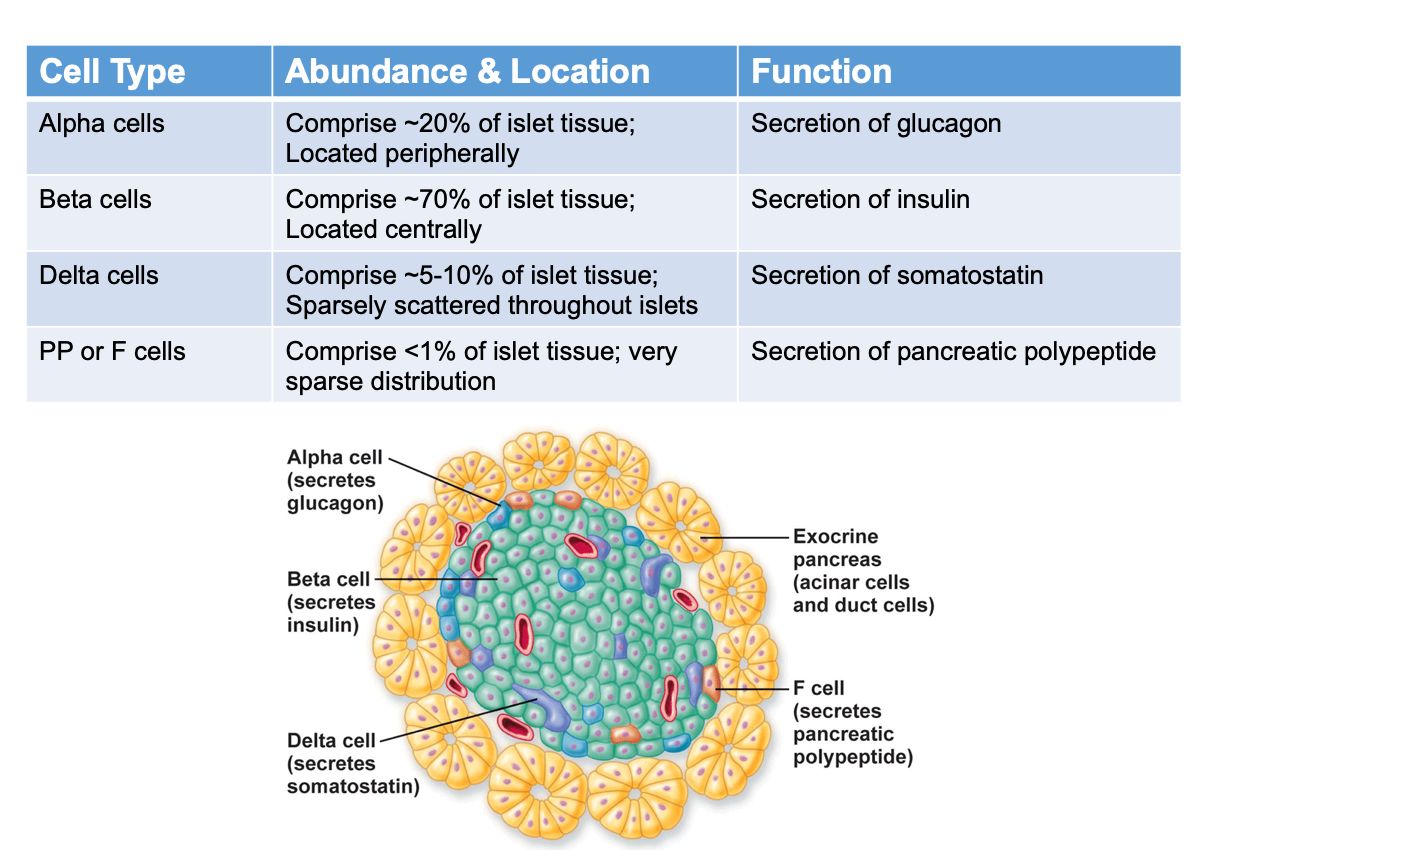 Cell Type
Abundance & Location
Function
Alpha cells
Comprise ~20% of islet tissue;
Located peripherally
Secretion of glucagon
Beta cells
Comprise ~70% of islet tissue;
Located centrally
Secretion of insulin
Delta cells
Comprise ~5-10% of islet tissue;
Sparsely scattered throughout islets
Secretion of somatostatin
PP or F cells
Comprise <1% of islet tissue; very
sparse distribution
Secretion of pancreatic polypeptide
Alpha cell
(secretes
glucagon)
Beta cell
(secretes
insulin)
Delta cell
(secretes
somatostatin)
Exocrine
pancreas
(acinar cells
and duct cells)
F cell
(secretes
pancreatic
polypeptide)